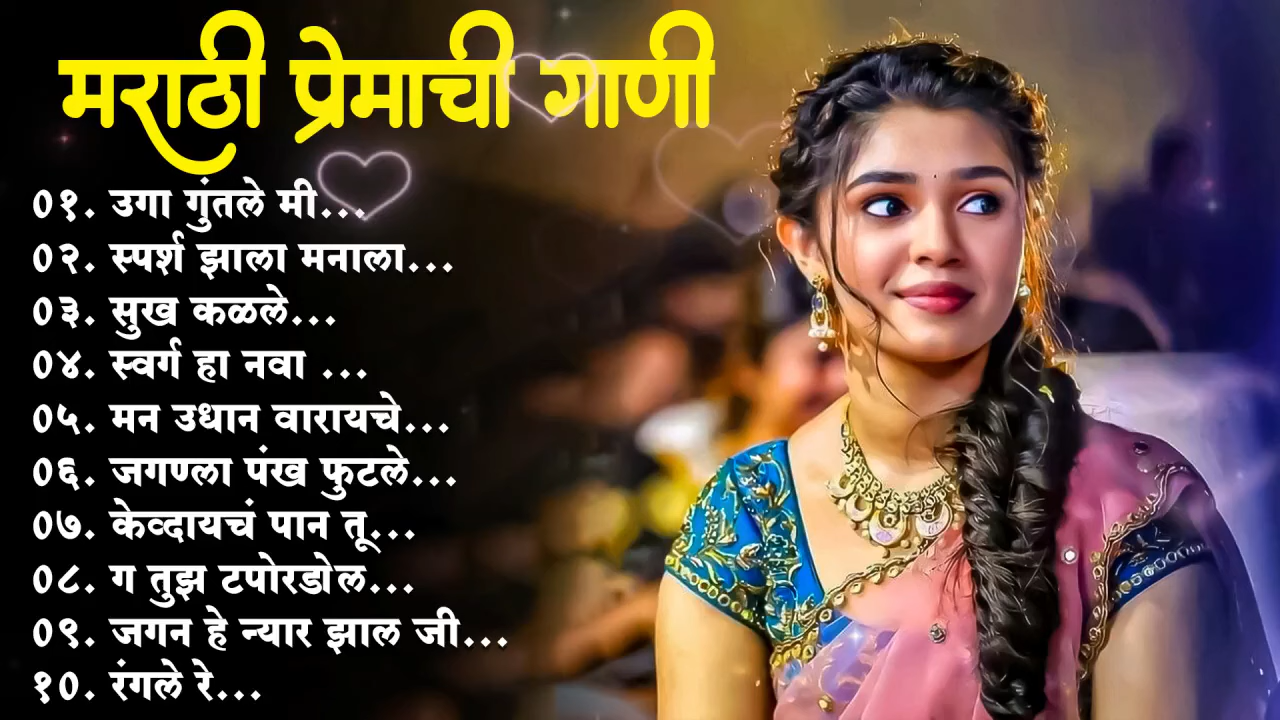 मराठी प्रेमाची गाणी
०१. उगा गुंतले मी...
०२. स्पर्श झाला मनाला...
०३. सुख कळले...
०४. स्वर्ग हा नवा ...
०५. मन उधान वारायचे...
०६. जगण्ला पंख फुटले...
०७. केव्दायचं पान तू...
०८. ग तुझ टपोरडोल...
०९. जगन हे न्यार झाल जी...
१०. रंगले रे...